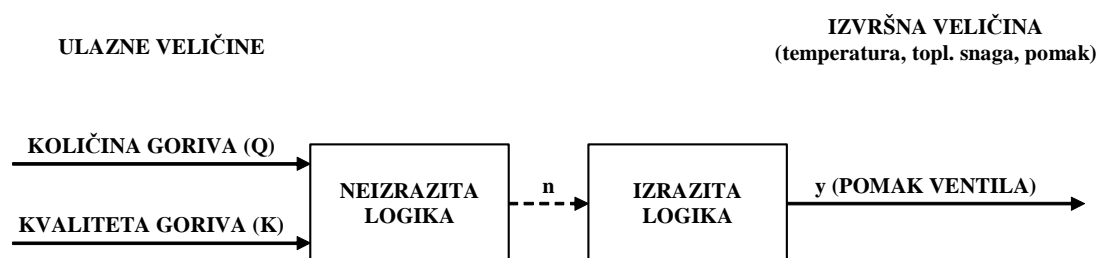 ULAZNE VELIČINE
IZVRŠNA VELIČINA
(temperatura, topl. snaga, pomak)
KOLIČINA GORIVA (Q)
KVALITETA GORIVA (K)
NEIZRAZITA
LOGIKA
n
IZRAZITA
LOGIKA
y (POMAK VENTILA)